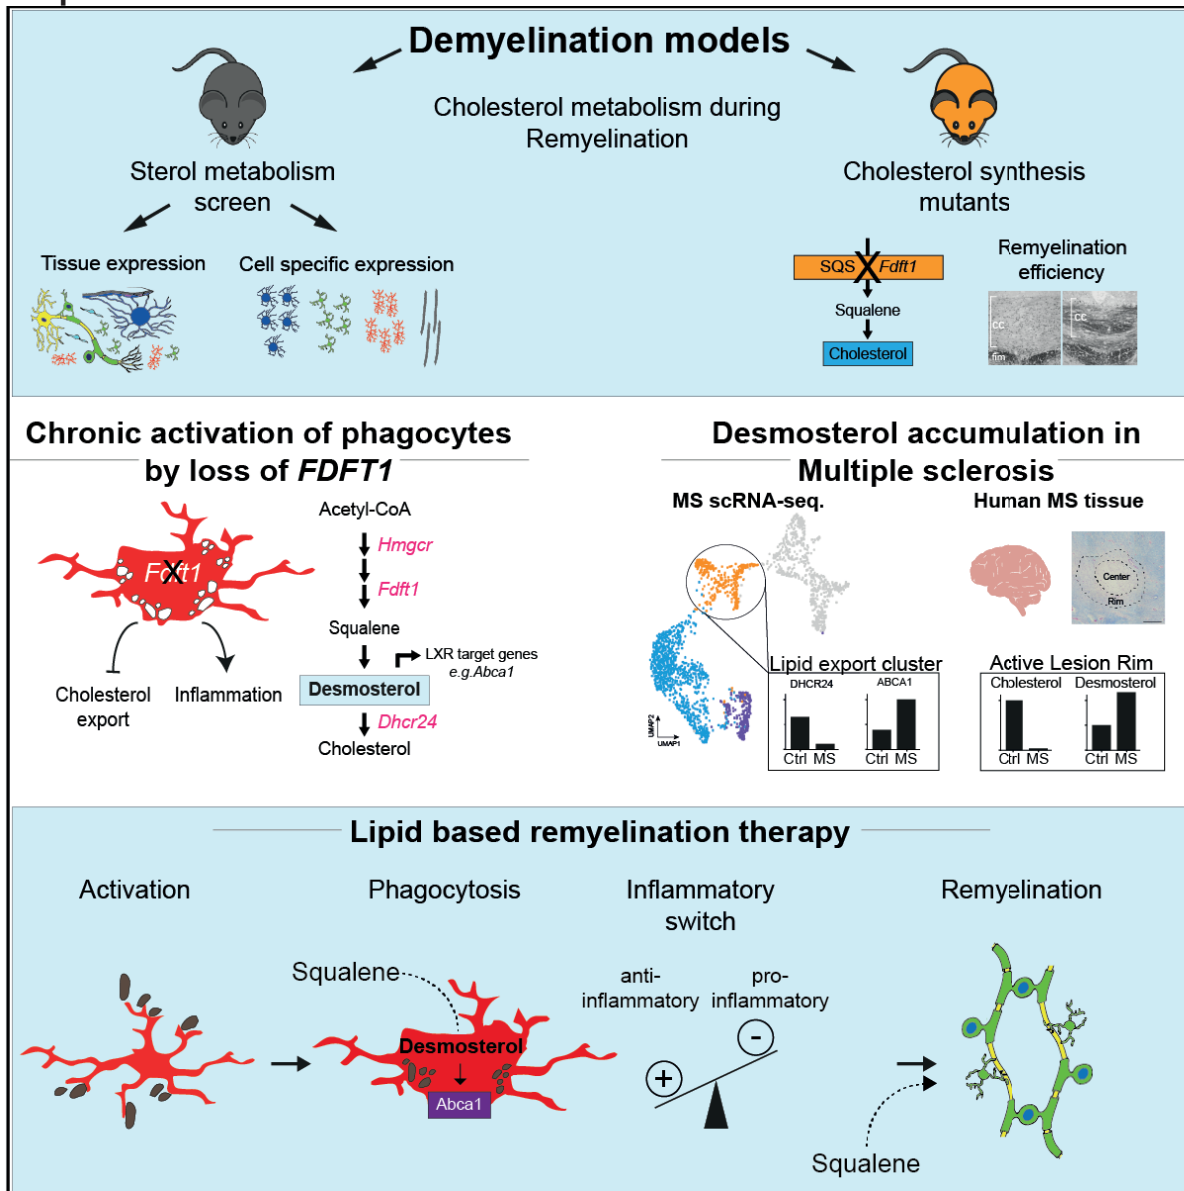 Demyelination models
Cholesterol metabolism during
Remyelination
Sterol metabolism
screen
Tissue expression
Cell specific expression
Cholesterol synthesis
mutants
SQS X Fdft1
Squalene
Cholesterol
Remyelination
efficiency
CC
fim
CC
Chronic activation of phagocytes
by loss of FDFT1
Fdft1
X
Cholesterol
export
Inflammation
Acetyl-CoA
Hmgcr
Fdft1
Squalene
LXR target genes
e.g.Abca1
Desmosterol
Dhcr24
Cholesterol
Desmosterol accumulation in
Multiple sclerosis
MS scRNA-seq.
UMAP2
UMAP1
Lipid export cluster
DHCR24
ABCA1
Ctrl MS
Ctrl MS
Human MS tissue
Center
Rim
Active Lesion Rim
Cholesterol
Desmosterol
Ctrl MS
Ctrl MS
Lipid based remyelination therapy
Activation
Phagocytosis
Squalene
Desmosterol
Abca1
Inflammatory
switch
anti-
inflammatory
pro-
inflammatory
+
-
Remyelination
Squalene